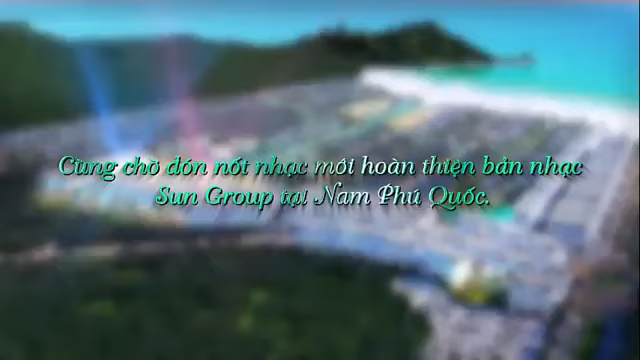 Cùng chờ đón nốt nhạc mới hoàn thiện bản nhạc
Sun Group tại Nam Phú Quốc.